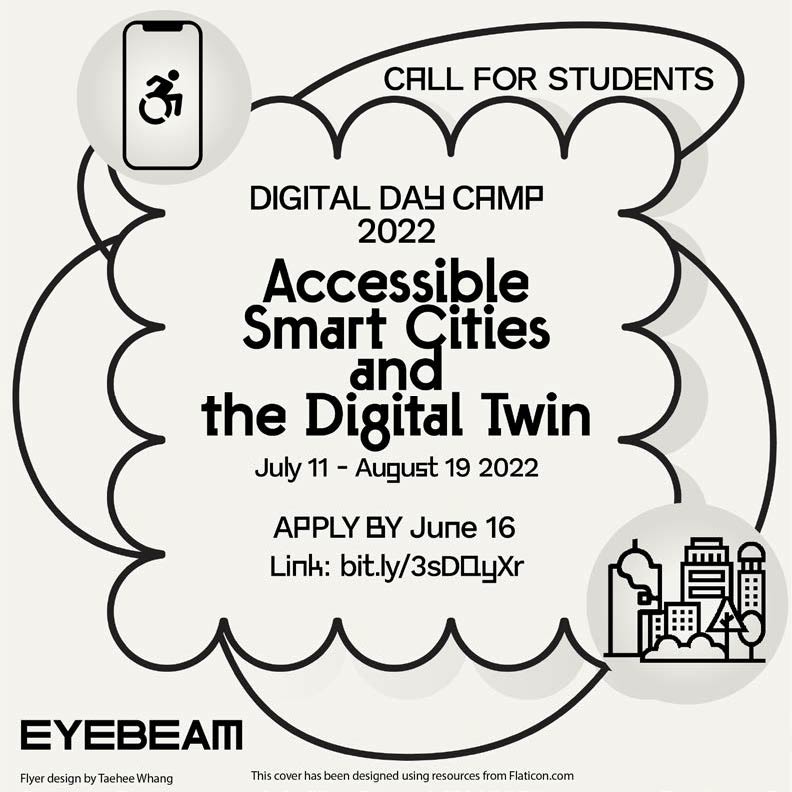 CALL FOR STUDENTS
DIGITAL DAY CAMP
2022
Accessible
Smart Cities
and
the Digital Twin
July 11 - August 19 2022
APPLY BY June 16
Link: bit.ly/3sDQyXr
EYEBEAM
Flyer design by Taehee Whang
This cover has been designed using resources from Flaticon.com